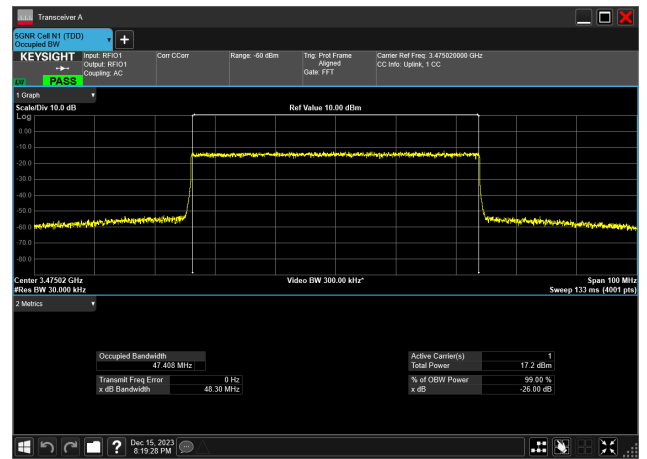 Transceiver A
5GNR Cell N1 (TDD)
Occupied BW
KEYSIGHT
LXI
PASS
Input: RFIO1
Output: RFIO1
Coupling: AC
Corr CCorr
Range: -60 dBm
Trig: Prot Frame
Aligned
Gate: FFT
Carrier Ref Freq: 3.475020000 GHz
CC Info: Uplink, 1 CC
1 Graph
Scale/Div 10.0 dB
Ref Value 10.00 dBm
Log
0.00
-10.0
-20.0
-30.0
-40.0
-50.0
-60.0
-70.0
-80.0
Center 3.47502 GHz
Video BW 300.00 kHz*
Span 100 MHz
#Res BW 30.000 kHz
Sweep 133 ms (4001 pts)
2 Metrics
Occupied Bandwidth
47.408 MHz
Active Carrier(s) 1
Total Power 17.2 dBm
Transmit Freq Error 0 Hz
x dB Bandwidth 48.30 MHz
% of OBW Power 99.00 %
x dB -26.00 dB
Dec 15, 2023
8:19:28 PM